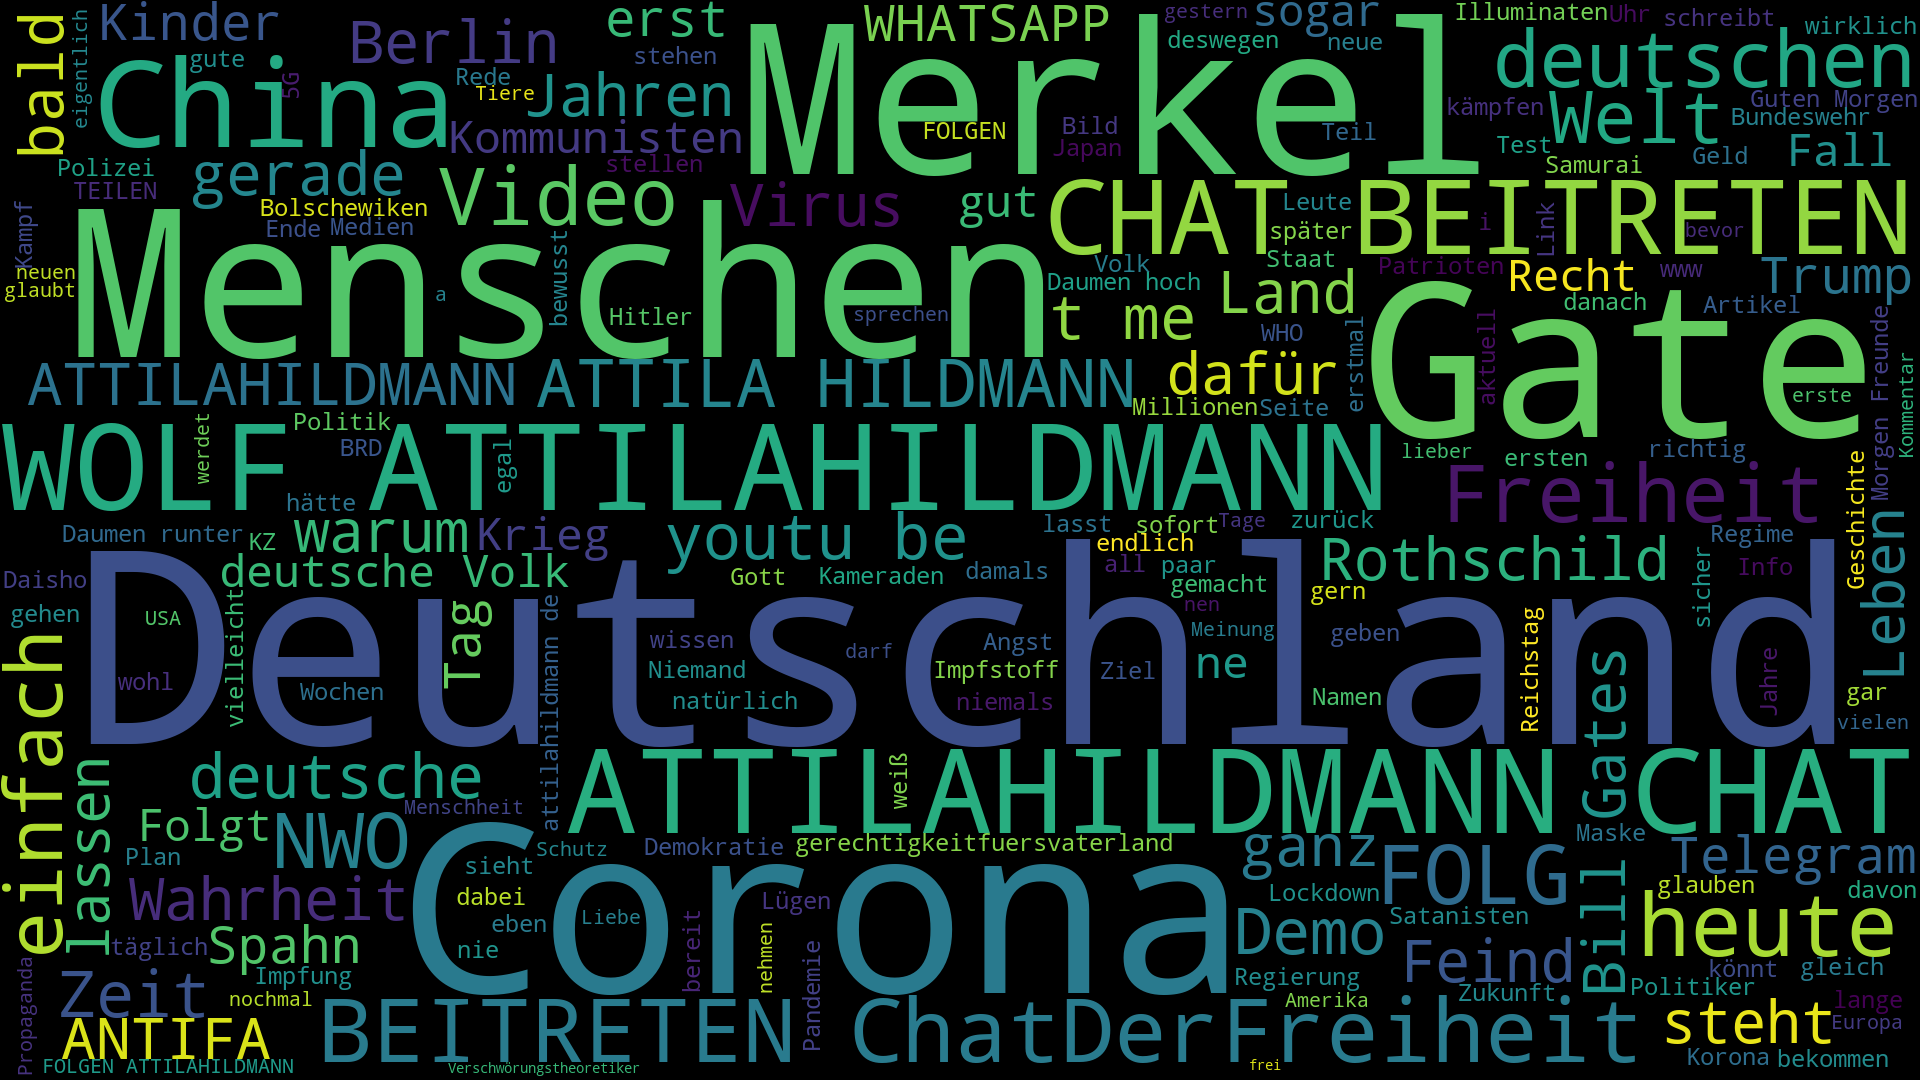 bald
eigentlich
Kinder
gute
Berlin
erst
stehen
WHATSAPP
gestern
sogar
deswegen
neue
Illuminaten
Uhr
schreibt
wirklich
China
5G
Rede
Tiere
Jahren
Merkel
FOLGEN
Bild
Japan
Teil
deutschen
kämpfen
Welt
Guten Morgen
Bundeswehr
Kommunisten
stellen
Test
Samurai
Geld
Fall
Polizei
TEILEN
gerade
Video
Virus
gut
CHAT BEITRETEN
Leute
später
i
Link
bevor
Kampf
Bolschewiken
Ende
Medien
neuen
glaubt
Menschen
a
bewusst
Hitler
sprechen
Volk
Daumen hoch
Staat
Patrioten
Recht
www
Trump
t me
Land
WHO
danach
Artikel
Gate
aktuell
erstmal
dafür
erste
Morgen Freunde
Kommentar
ATTILAHILDMANN
ATTILA HILDMANN
Millionen
Seite
werdet
Politik
BRD
egal
WOLF ATTILAHILDMANN
lieber
ersten
richtig
hätte
Freiheit
Geschichte
Daumen runter
KZ
warum
Krieg
youtu be
lasst
sofort
Tage
zurück
endlich
Rothschild
Regime
Leben
Daisho
deutsche Volk
Gott
Kameraden
damals
all
paar
gemacht
gern
sicher
Info
gehen
USA
vielleicht
Tag
Deutschland
nen
wissen
darf
Angst
Meinung
geben
Reichstag
Jahre
wohl
Wochen
attilahildmann de
Niemand
Impfstoff
Ziel
ne
natürlich
niemals
Namen
Gates
gar
vielen
einfach
lassen
deutsche
Menschheit
ATTILAHILDMANN CHAT
weiß
Folgt
NWO
Schutz
Demokratie
gerechtigkeitfuersvaterland
ganz
Maske
Telegram
Plan
sieht
Corona
FOLG
glauben
davon
Wahrheit
dabei
Liebe
Lügen
Lockdown
Satanisten
Bill
heute
eben
täglich
Spahn
nie
bereit
nehmen
Pandemie
Demo
Feind
könnt
gleich
Propaganda
Zeit
Impfung
nochmal
Regierung
Zukunft
Politiker
Amerika
lange
ANTIFA
BEITRETEN ChatDerFreiheit
steht
Europa
Korona
bekommen
FOLGEN ATTILAHILDMANN
Verschwörungstheoretiker
frei